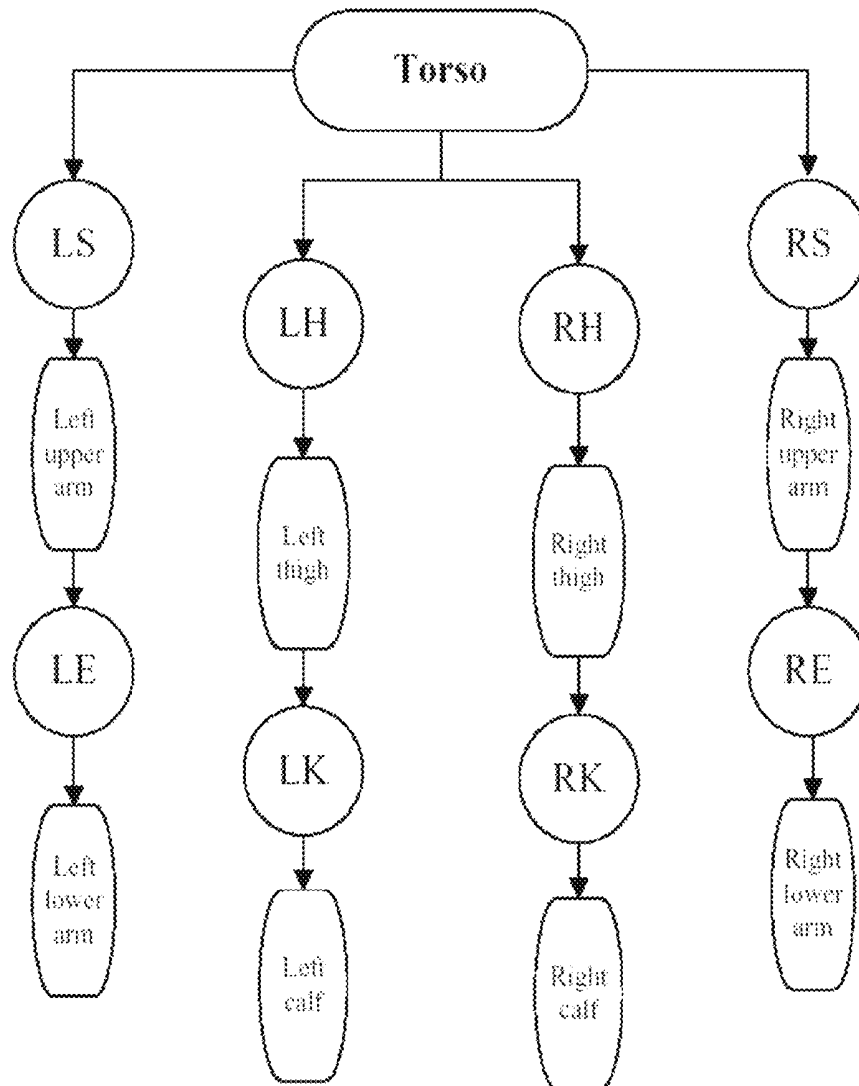 Torso
LS
RS
LH
RH
Left
upper
arm
Right
upper
arm
Left
thigh
Right
thigh
LE
RE
LK
RK
Left
lower
arm
Right
lower
arm
Left
calf
Right
calf